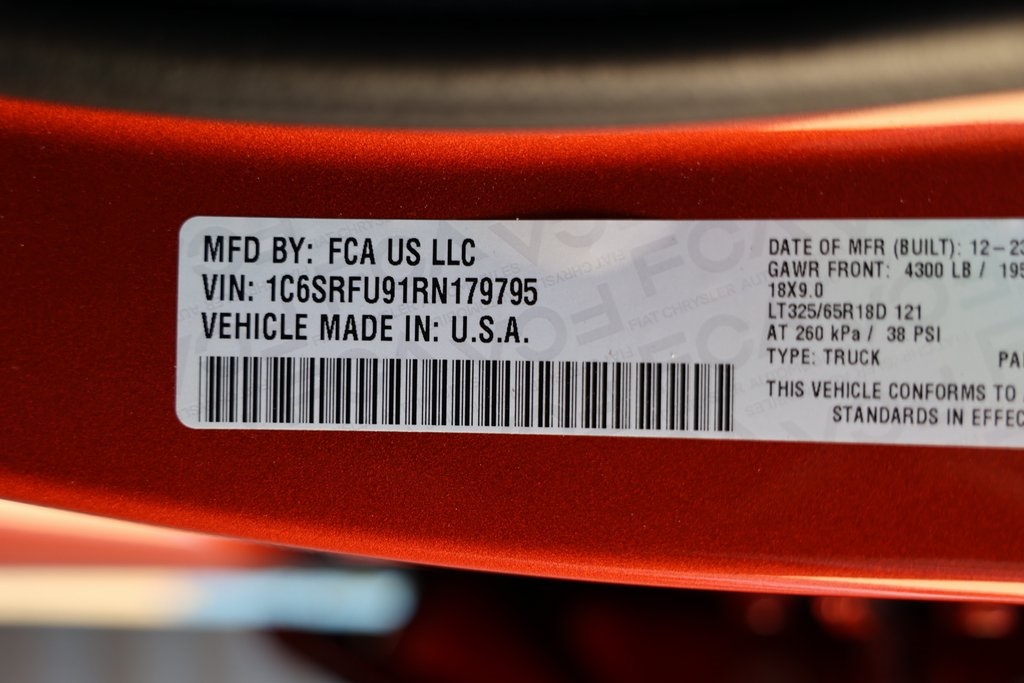 MFD BY: FCA US LLC
VIN: 1C6SRFU91RN179795
VEHICLE MADE IN: U.S.A.
DATE OF MFR (BUILT): 12-23
GAWR FRONT: 4300 LB / 195
18X9.0
LT325/65R18D 121
AT 260 kPa / 38 PSI
TYPE: TRUCK
THIS VEHICLE CONFORMS TO
STANDARDS IN